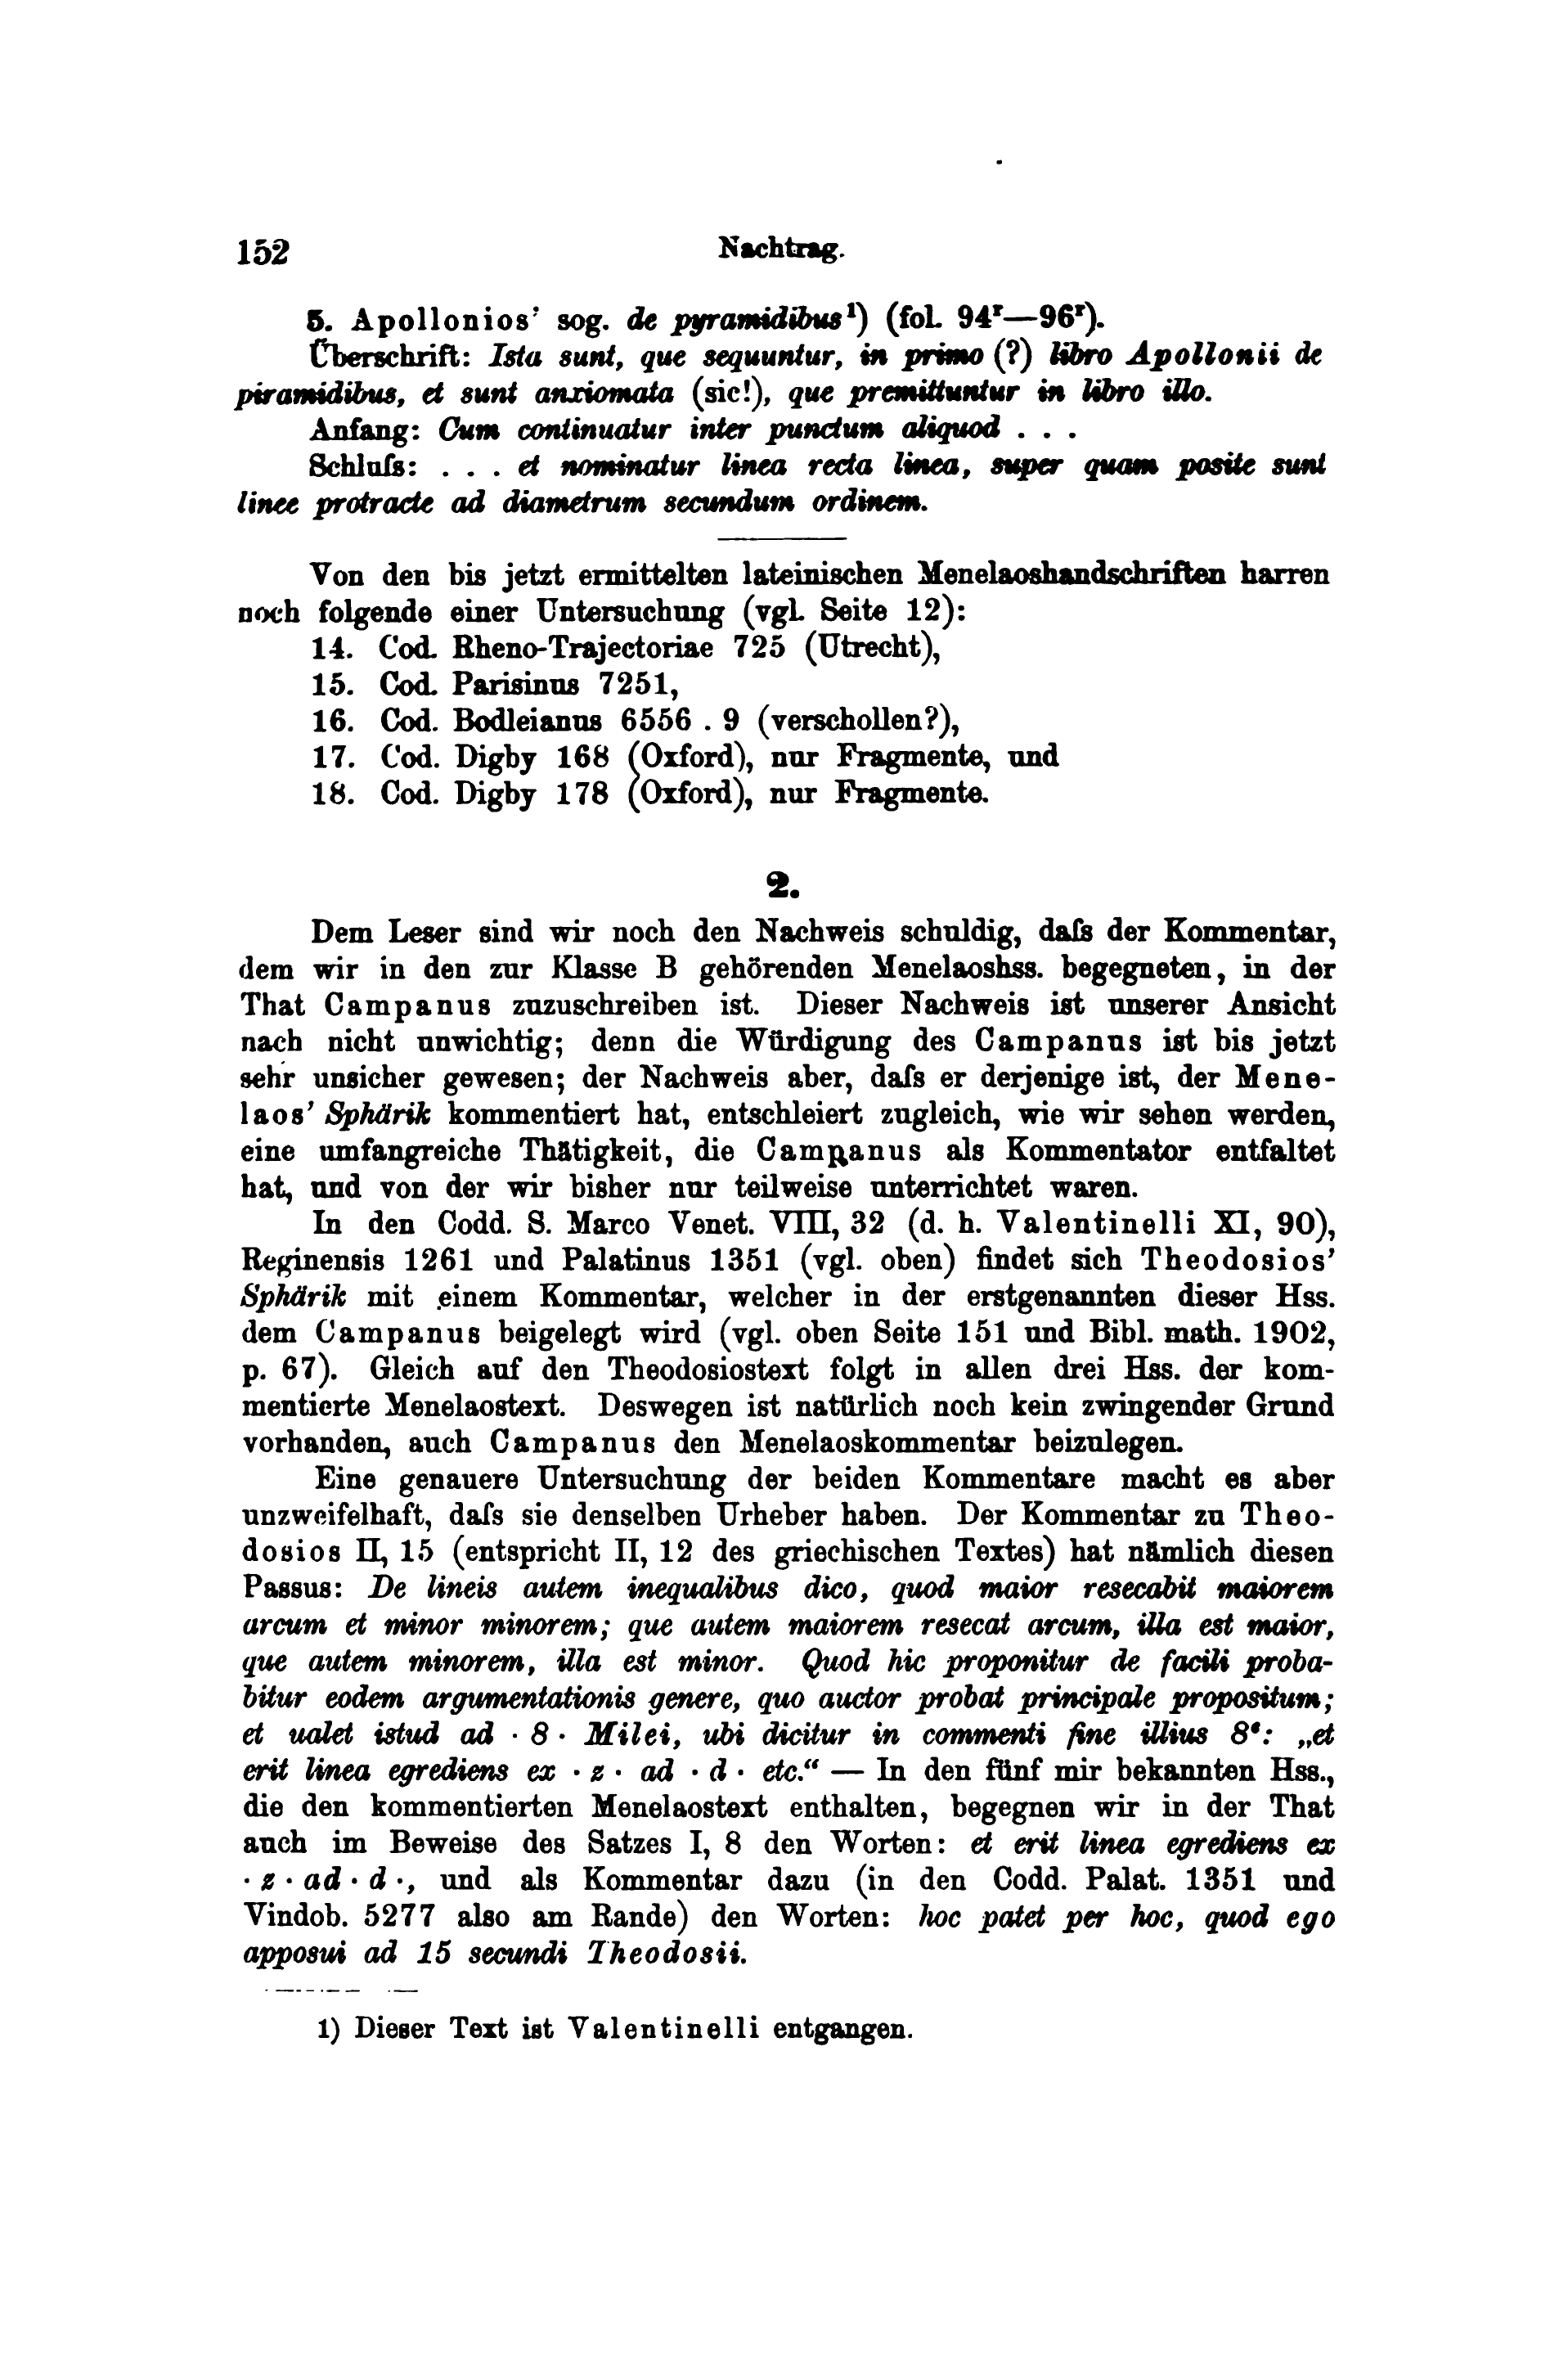 152 Nachtrag.
5. Apollonios' sog. de pyramidibus¹) (fol. 94ʳ—96ʳ).
Überschrift: Ista sunt, que sequuntur, in primo (?) libro Apollonii de
piramidibus, et sunt anxiomata (sic!), que premittuntur in libro illo.
Anfang: Cum continuatur inter punctum aliquod . . .
Schluſs: . . . et nominatur linea recta linea, super quam posite sunt
linee protracte ad diametrum secundum ordinem.
Von den bis jetzt ermittelten lateinischen Menelaoshandschriften harren
noch folgende einer Untersuchung (vgl. Seite 12):
14. Cod. Rheno-Trajectoriae 725 (Utrecht),
15. Cod. Parisinus 7251,
16. Cod. Bodleianus 6556 . 9 (verschollen?),
17. Cod. Digby 168 (Oxford), nur Fragmente, und
18. Cod. Digby 178 (Oxford), nur Fragmente.
2.
Dem Leser sind wir noch den Nachweis schuldig, daſs der Kommentar,
dem wir in den zur Klasse B gehörenden Menelaoshss. begegneten, in der
That Campanus zuzuschreiben ist. Dieser Nachweis ist unserer Ansicht
nach nicht unwichtig; denn die Würdigung des Campanus ist bis jetzt
sehr unsicher gewesen; der Nachweis aber, daſs er derjenige ist, der Mene-
laos' Sphärik kommentiert hat, entschleiert zugleich, wie wir sehen werden,
eine umfangreiche Thätigkeit, die Campanus als Kommentator entfaltet
hat, und von der wir bisher nur teilweise unterrichtet waren.
In den Codd. S. Marco Venet. VIII, 32 (d. h. Valentinelli XI, 90),
Reginensis 1261 und Palatinus 1351 (vgl. oben) findet sich Theodosios'
Sphärik mit einem Kommentar, welcher in der erstgenannten dieser Hss.
dem Campanus beigelegt wird (vgl. oben Seite 151 und Bibl. math. 1902,
p. 67). Gleich auf den Theodosiostext folgt in allen drei Hss. der kom-
mentierte Menelaostext. Deswegen ist natürlich noch kein zwingender Grund
vorhanden, auch Campanus den Menelaoskommentar beizulegen.
Eine genauere Untersuchung der beiden Kommentare macht es aber
unzweifelhaft, daſs sie denselben Urheber haben. Der Kommentar zu Theo-
dosios II, 15 (entspricht II, 12 des griechischen Textes) hat nämlich diesen
Passus: De lineis autem inequalibus dico, quod maior resecabit maiorem
arcum et minor minorem; que autem maiorem resecat arcum, illa est maior,
que autem minorem, illa est minor. Quod hic proponitur de facili proba-
bitur eodem argumentationis genere, quo auctor probat principale propositum;
et ualet istud ad · 8 · Milei, ubi dicitur in commenti fine illius 8ᵉ: „et
erit linea egrediens ex · z · ad · d · etc.“ — In den fünf mir bekannten Hss.,
die den kommentierten Menelaostext enthalten, begegnen wir in der That
auch im Beweise des Satzes I, 8 den Worten: et erit linea egrediens ex
· z · ad · d ·, und als Kommentar dazu (in den Codd. Palat. 1351 und
Vindob. 5277 also am Rande) den Worten: hoc patet per hoc, quod ego
apposui ad 15 secundi Theodosii.
1) Dieser Text ist Valentinelli entgangen.